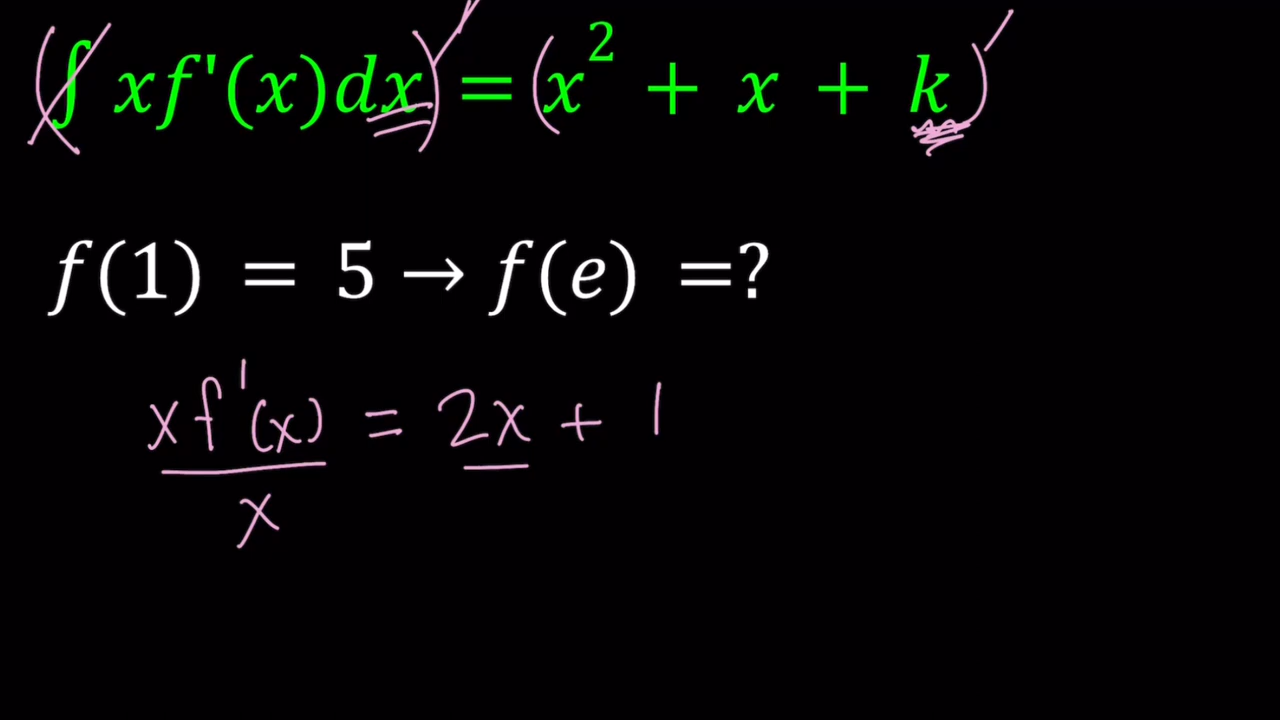 (∫ xf'(x)dx)' = (x² + x + k)'
f(1) = 5 → f(e) =?
xf'(x) = 2x + 1
x